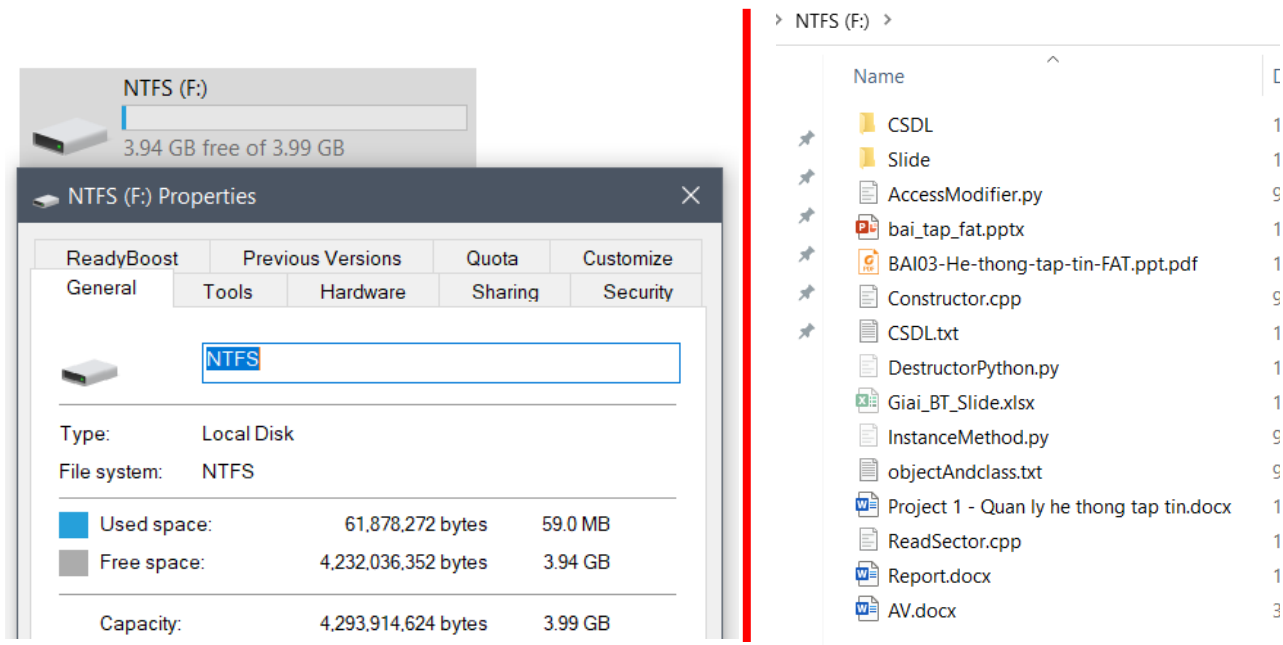 NTFS (F:)
3.94 GB free of 3.99 GB
NTFS (F:) Properties
ReadyBoost Previous Versions Quota Customize
General Tools Hardware Sharing Security
NTFS
Type: Local Disk
File system: NTFS
Used space: 61,878,272 bytes 59.0 MB
Free space: 4,232,036,352 bytes 3.94 GB
Capacity: 4,293,914,624 bytes 3.99 GB
NTFS (F:)
Name
CSDL
Slide
AccessModifier.py
bai_tap_fat.pptx
BAI03-He-thong-tap-tin-FAT.ppt.pdf
Constructor.cpp
CSDL.txt
DestructorPython.py
Giai_BT_Slide.xlsx
InstanceMethod.py
objectAndclass.txt
Project 1 - Quan ly he thong tap tin.docx
ReadSector.cpp
Report.docx
AV.docx